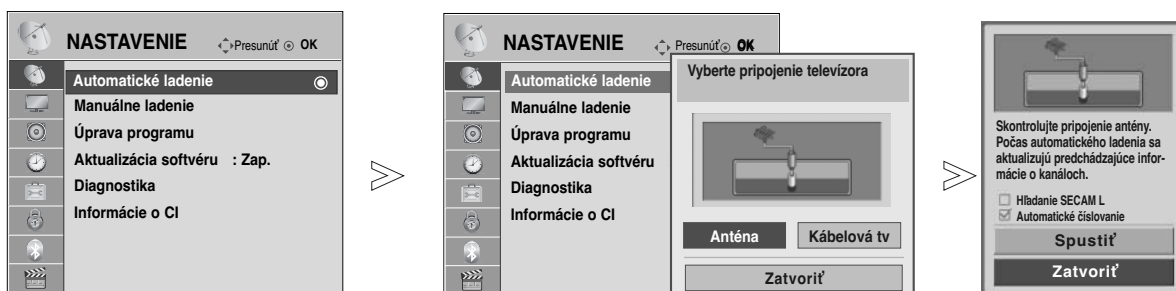 NASTAVENIE
Presunúť OK
Automatické ladenie
Manuálne ladenie
Úprava programu
Aktualizácia softvéru : Zap.
Diagnostika
Informácie o CI
NASTAVENIE
Presunúť OK
Automatické ladenie
Manuálne ladenie
Úprava programu
Aktualizácia softvéru
Diagnostika
Informácie o CI
Vyberte pripojenie televízora
Anténa
Kábelová tv
Zatvoriť
Skontrolujte pripojenie antény.
Počas automatického ladenia sa
aktualizujú predchádzajúce infor-
mácie o kanáloch.
Hľadanie SECAM L
Automatické číslovanie
Spustiť
Zatvoriť